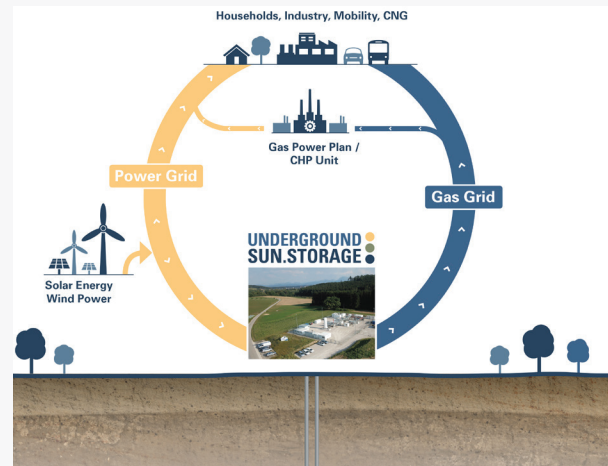 Households, Industry, Mobility, CNG
Gas Power Plan /
CHP Unit
Power Grid
Gas Grid
UNDERGROUND
SUN.STORAGE
Solar Energy
Wind Power